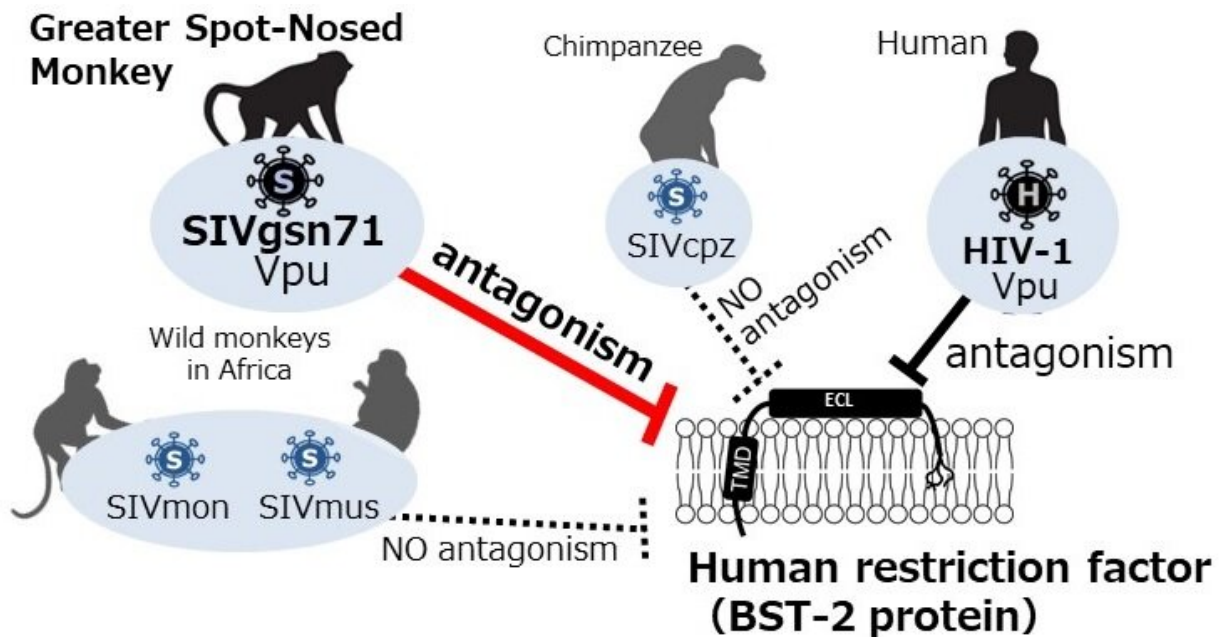 Greater Spot-Nosed
Monkey
S
SIVgsn71
Vpu
antagonism
Chimpanzee
S
SIVcpz
NO
antagonism
Human
H
HIV-1
Vpu
antagonism
Wild monkeys
in Africa
S
SIVmon
S
SIVmus
NO antagonism
ECL
TMD
Human restriction factor
(BST-2 protein)